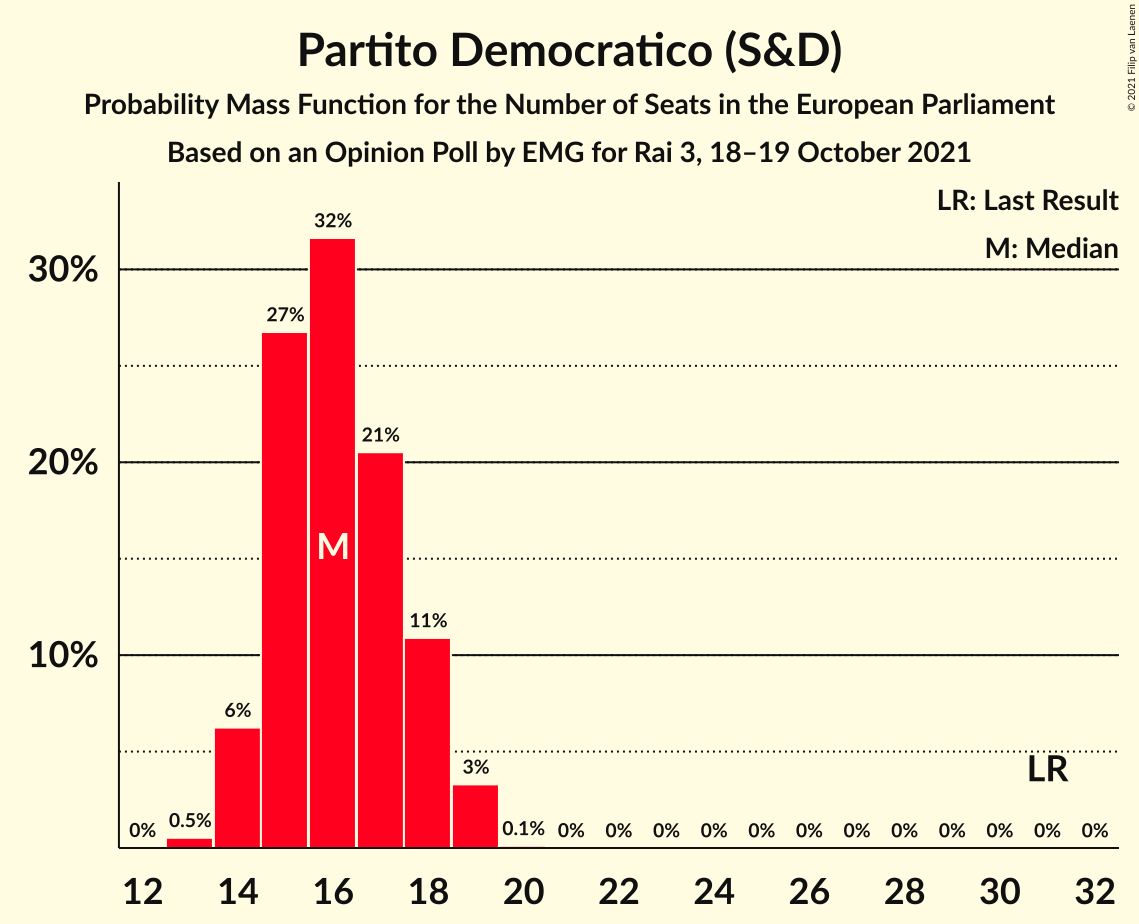 Partito Democratico (S&D)
Probability Mass Function for the Number of Seats in the European Parliament
Based on an Opinion Poll by EMG for Rai 3, 18–19 October 2021
© 2021 Filip van Laenen
LR: Last Result
M: Median
30%
20%
10%
0% 0.5% 6% 27% 32% 21% 11% 3% 0.1% 0% 0% 0% 0% 0% 0% 0% 0% 0% 0% 0% 0%
M
LR
12 14 16 18 20 22 24 26 28 30 32